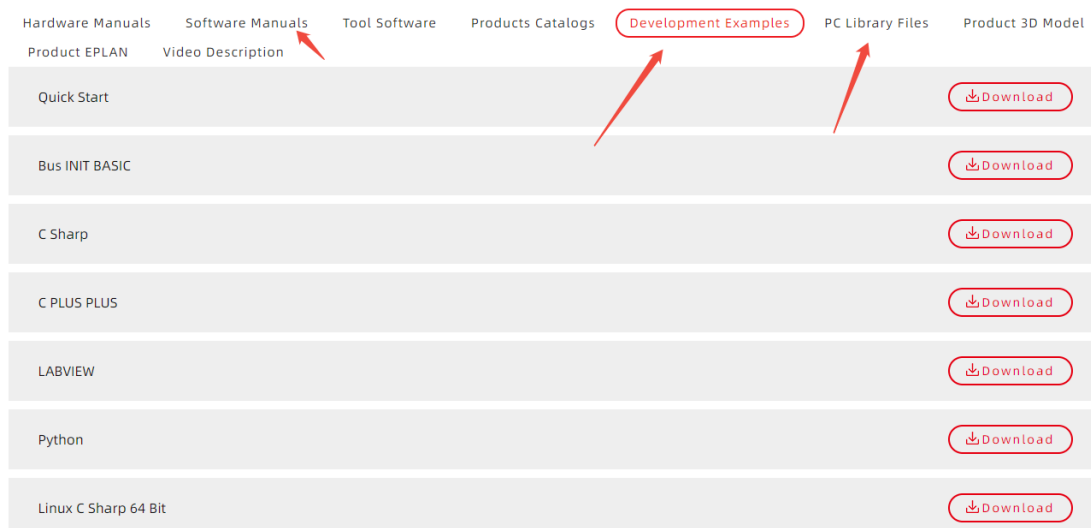 Hardware Manuals Software Manuals Tool Software Products Catalogs Development Examples PC Library Files Product 3D Model
Product EPLAN Video Description
Quick Start Download
Bus INIT BASIC Download
C Sharp Download
C PLUS PLUS Download
LABVIEW Download
Python Download
Linux C Sharp 64 Bit Download